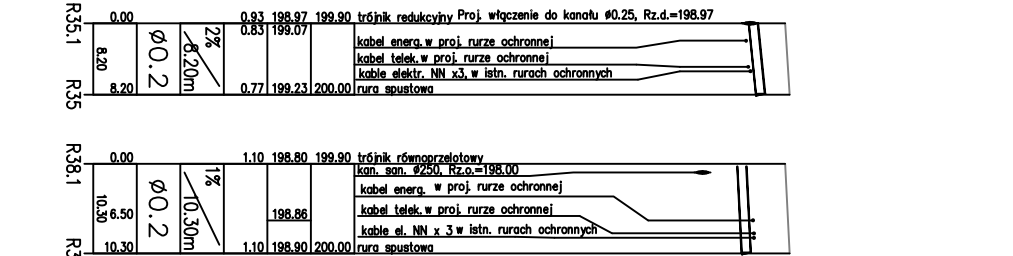 R35.1 0.00 0.93 198.97 199.90 trójnik redukcyjny Proj. włączenie do kanału ø0.25, Rz.d.=198.97
0.83 199.07
2%
8.20 Ø0.2 8.20m
kabel energ. w proj. rurze ochronnej
kabel telek. w proj. rurze ochronnej
kable elektr. NN x3, w istn. rurach ochronnych
R35 8.20 0.77 199.23 200.00 rura spustowa
R38.1 0.00 1.10 198.80 199.90 trójnik równoprzelotowy
1%
kan. san. ø250, Rz.o.=198.00
kabel energ. w proj. rurze ochronnej
10.30 6.50 Ø0.2 10.30m 198.86
kabel telek. w proj. rurze ochronnej
kable el. NN x 3 w istn. rurach ochronnych
10.30 1.10 198.90 200.00 rura spustowa